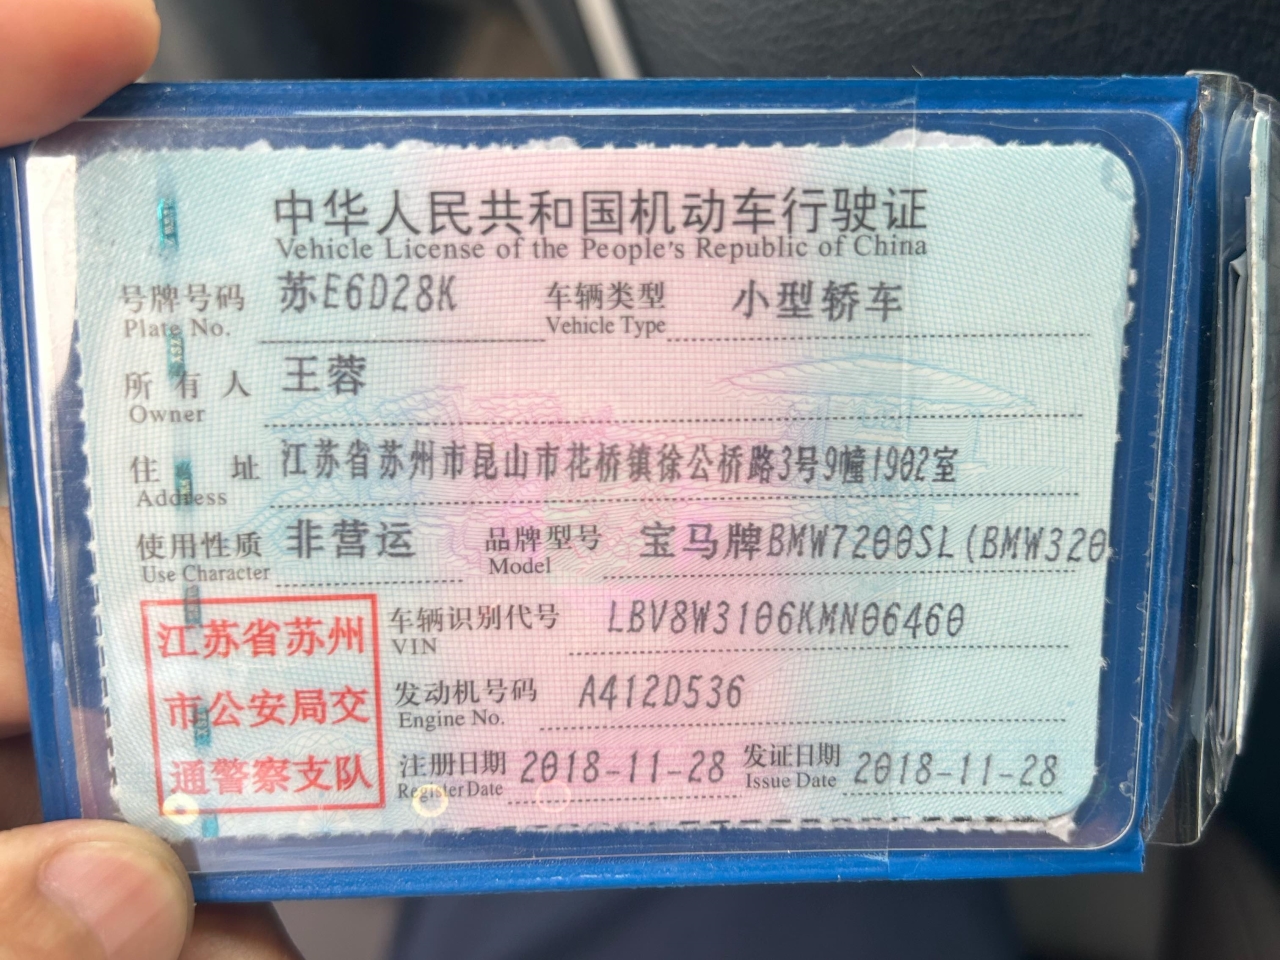 中华人民共和国机动车行驶证
Vehicle License of the People's Republic of China
号牌号码 苏E6D28K 车辆类型 小型轿车
Plate No. Vehicle Type
所有人 王蓉
Owner
住址 江苏省苏州市昆山市花桥镇徐公桥路3号9幢1902室
Address
使用性质 非营运 品牌型号 宝马牌BMW7200SL(BMW320
Use Character Model
江苏省苏州
市公安局交
通警察支队
车辆识别代号 LBV8W3106KMN06460
VIN
发动机号码 A412D536
Engine No.
注册日期 2018-11-28 发证日期 2018-11-28
Register Date Issue Date